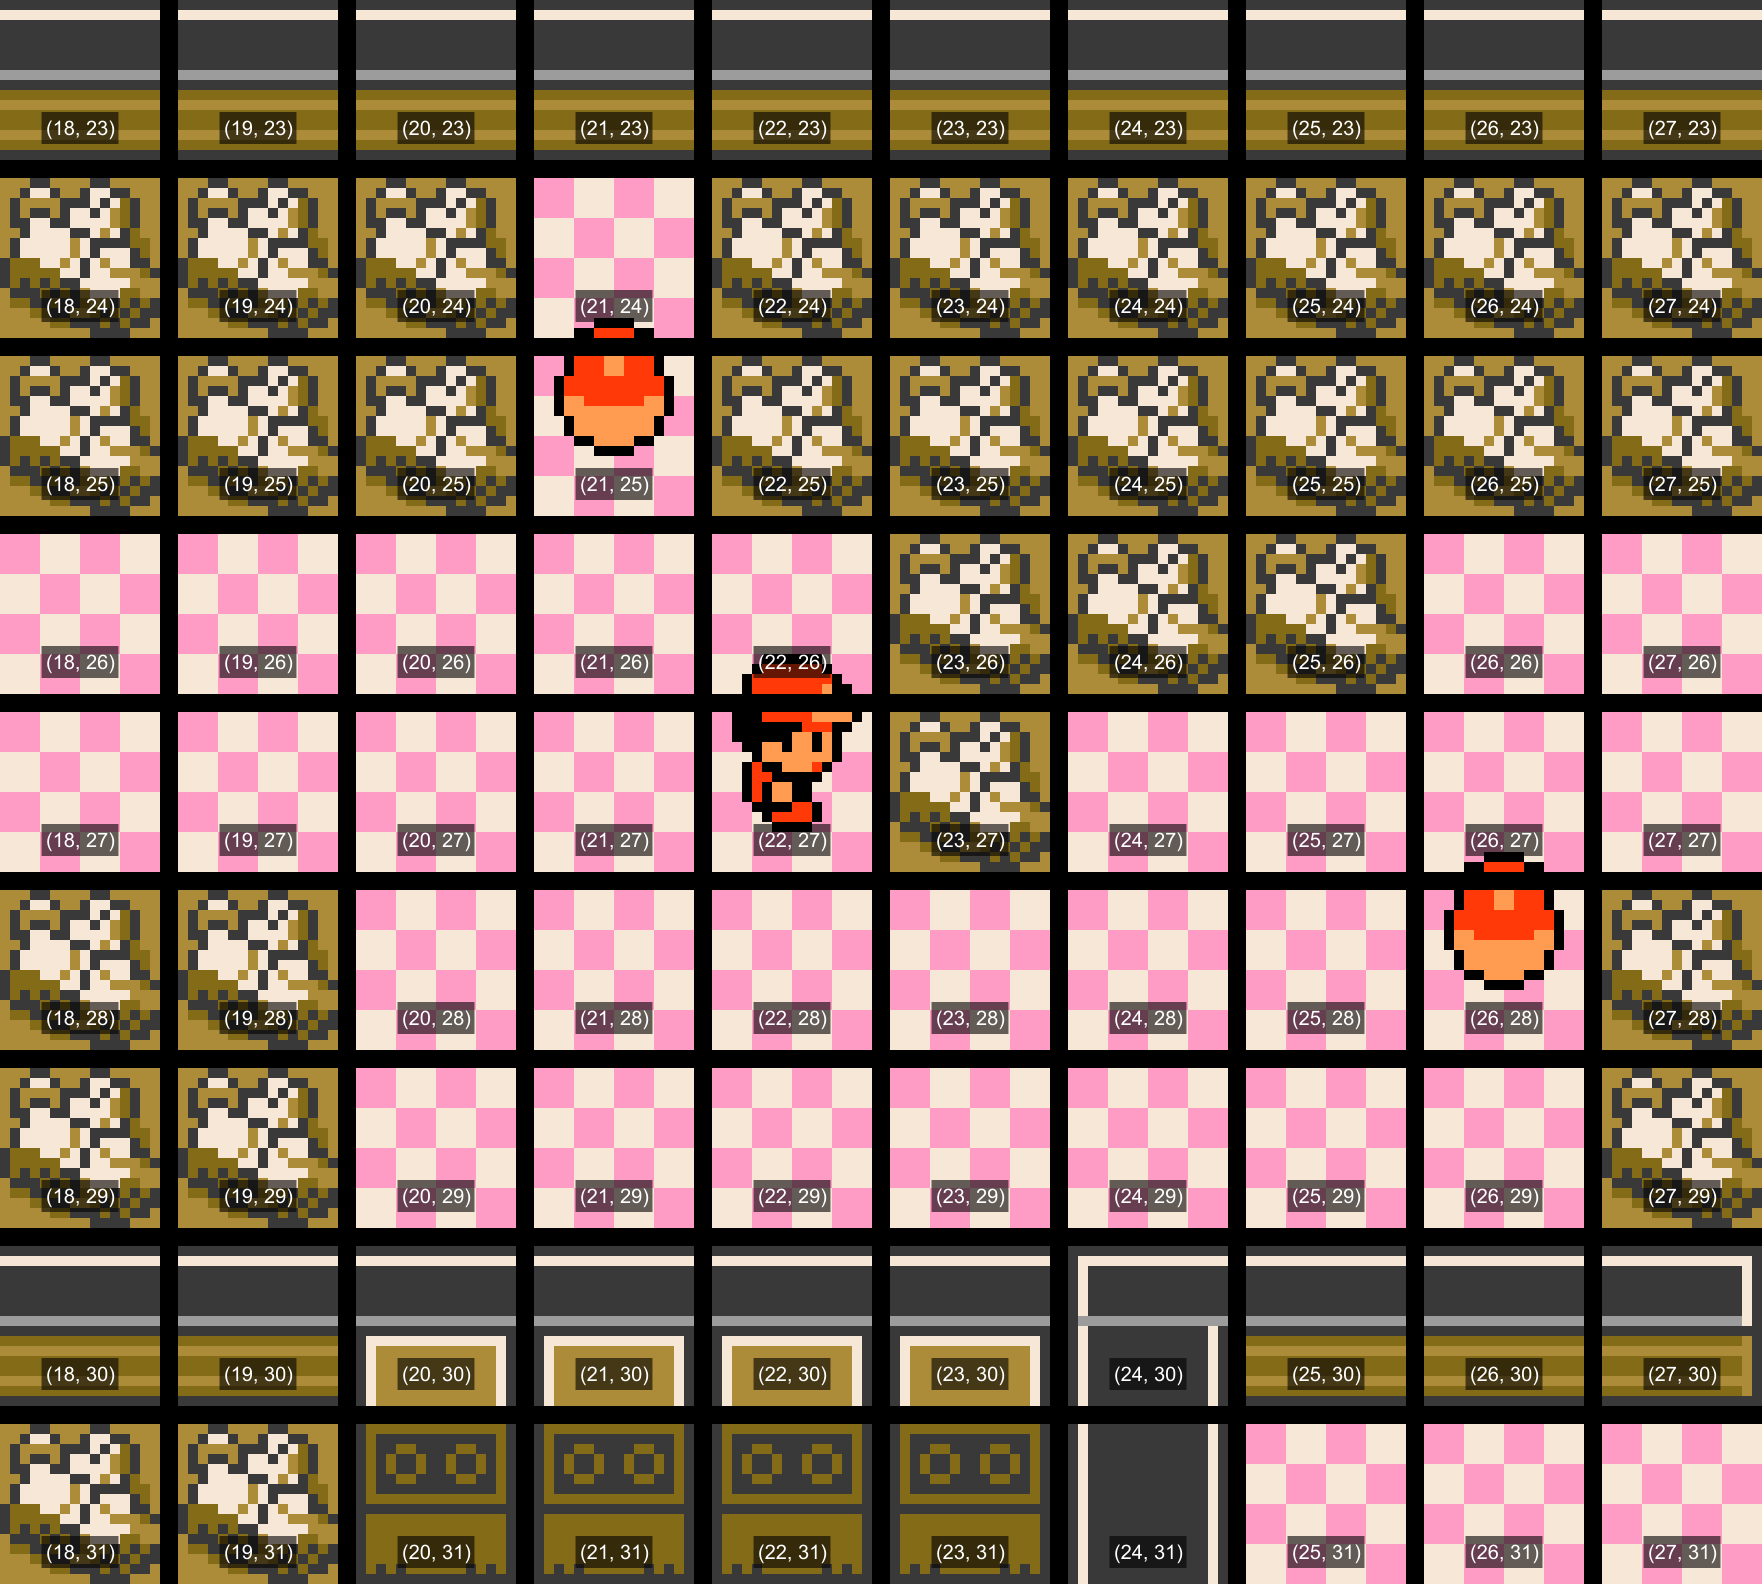 (18, 23) (19, 23) (20, 23) (21, 23) (22, 23) (23, 23) (24, 23) (25, 23) (26, 23) (27, 23)
(18, 24) (19, 24) (20, 24) (21, 24) (22, 24) (23, 24) (24, 24) (25, 24) (26, 24) (27, 24)
(18, 25) (19, 25) (20, 25) (21, 25) (22, 25) (23, 25) (24, 25) (25, 25) (26, 25) (27, 25)
(18, 26) (19, 26) (20, 26) (21, 26) (22, 26) (23, 26) (24, 26) (25, 26) (26, 26) (27, 26)
(18, 27) (19, 27) (20, 27) (21, 27) (22, 27) (23, 27) (24, 27) (25, 27) (26, 27) (27, 27)
(18, 28) (19, 28) (20, 28) (21, 28) (22, 28) (23, 28) (24, 28) (25, 28) (26, 28) (27, 28)
(18, 29) (19, 29) (20, 29) (21, 29) (22, 29) (23, 29) (24, 29) (25, 29) (26, 29) (27, 29)
(18, 30) (19, 30) (20, 30) (21, 30) (22, 30) (23, 30) (24, 30) (25, 30) (26, 30) (27, 30)
(18, 31) (19, 31) (20, 31) (21, 31) (22, 31) (23, 31) (24, 31) (25, 31) (26, 31) (27, 31)